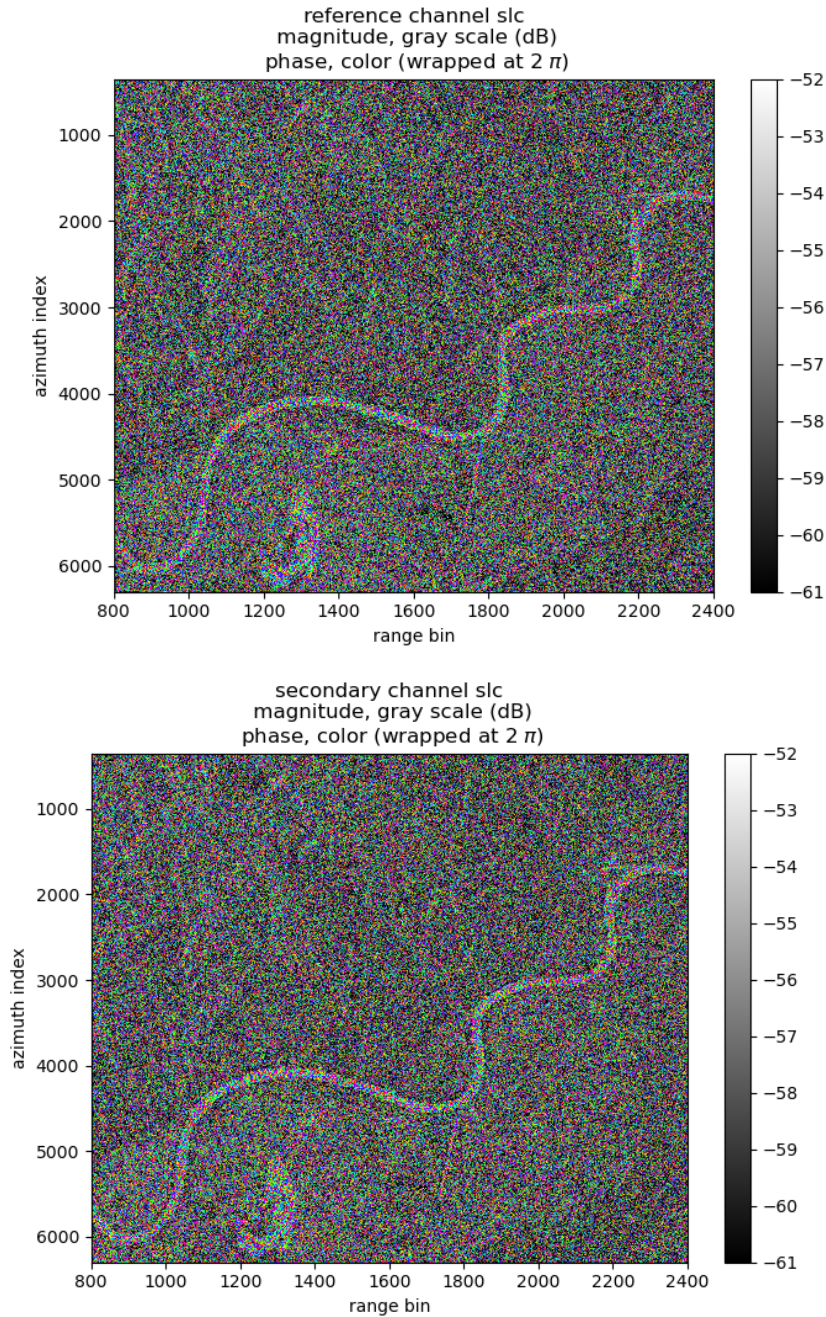 reference channel slc
magnitude, gray scale (dB)
phase, color (wrapped at 2 π)
−52
−53
−54
−55
−56
−57
−58
−59
−60
−61
1000
2000
3000
4000
5000
6000
azimuth index
800 1000 1200 1400 1600 1800 2000 2200 2400
range bin
secondary channel slc
magnitude, gray scale (dB)
phase, color (wrapped at 2 π)
−52
−53
−54
−55
−56
−57
−58
−59
−60
−61
1000
2000
3000
4000
5000
6000
azimuth index
800 1000 1200 1400 1600 1800 2000 2200 2400
range bin